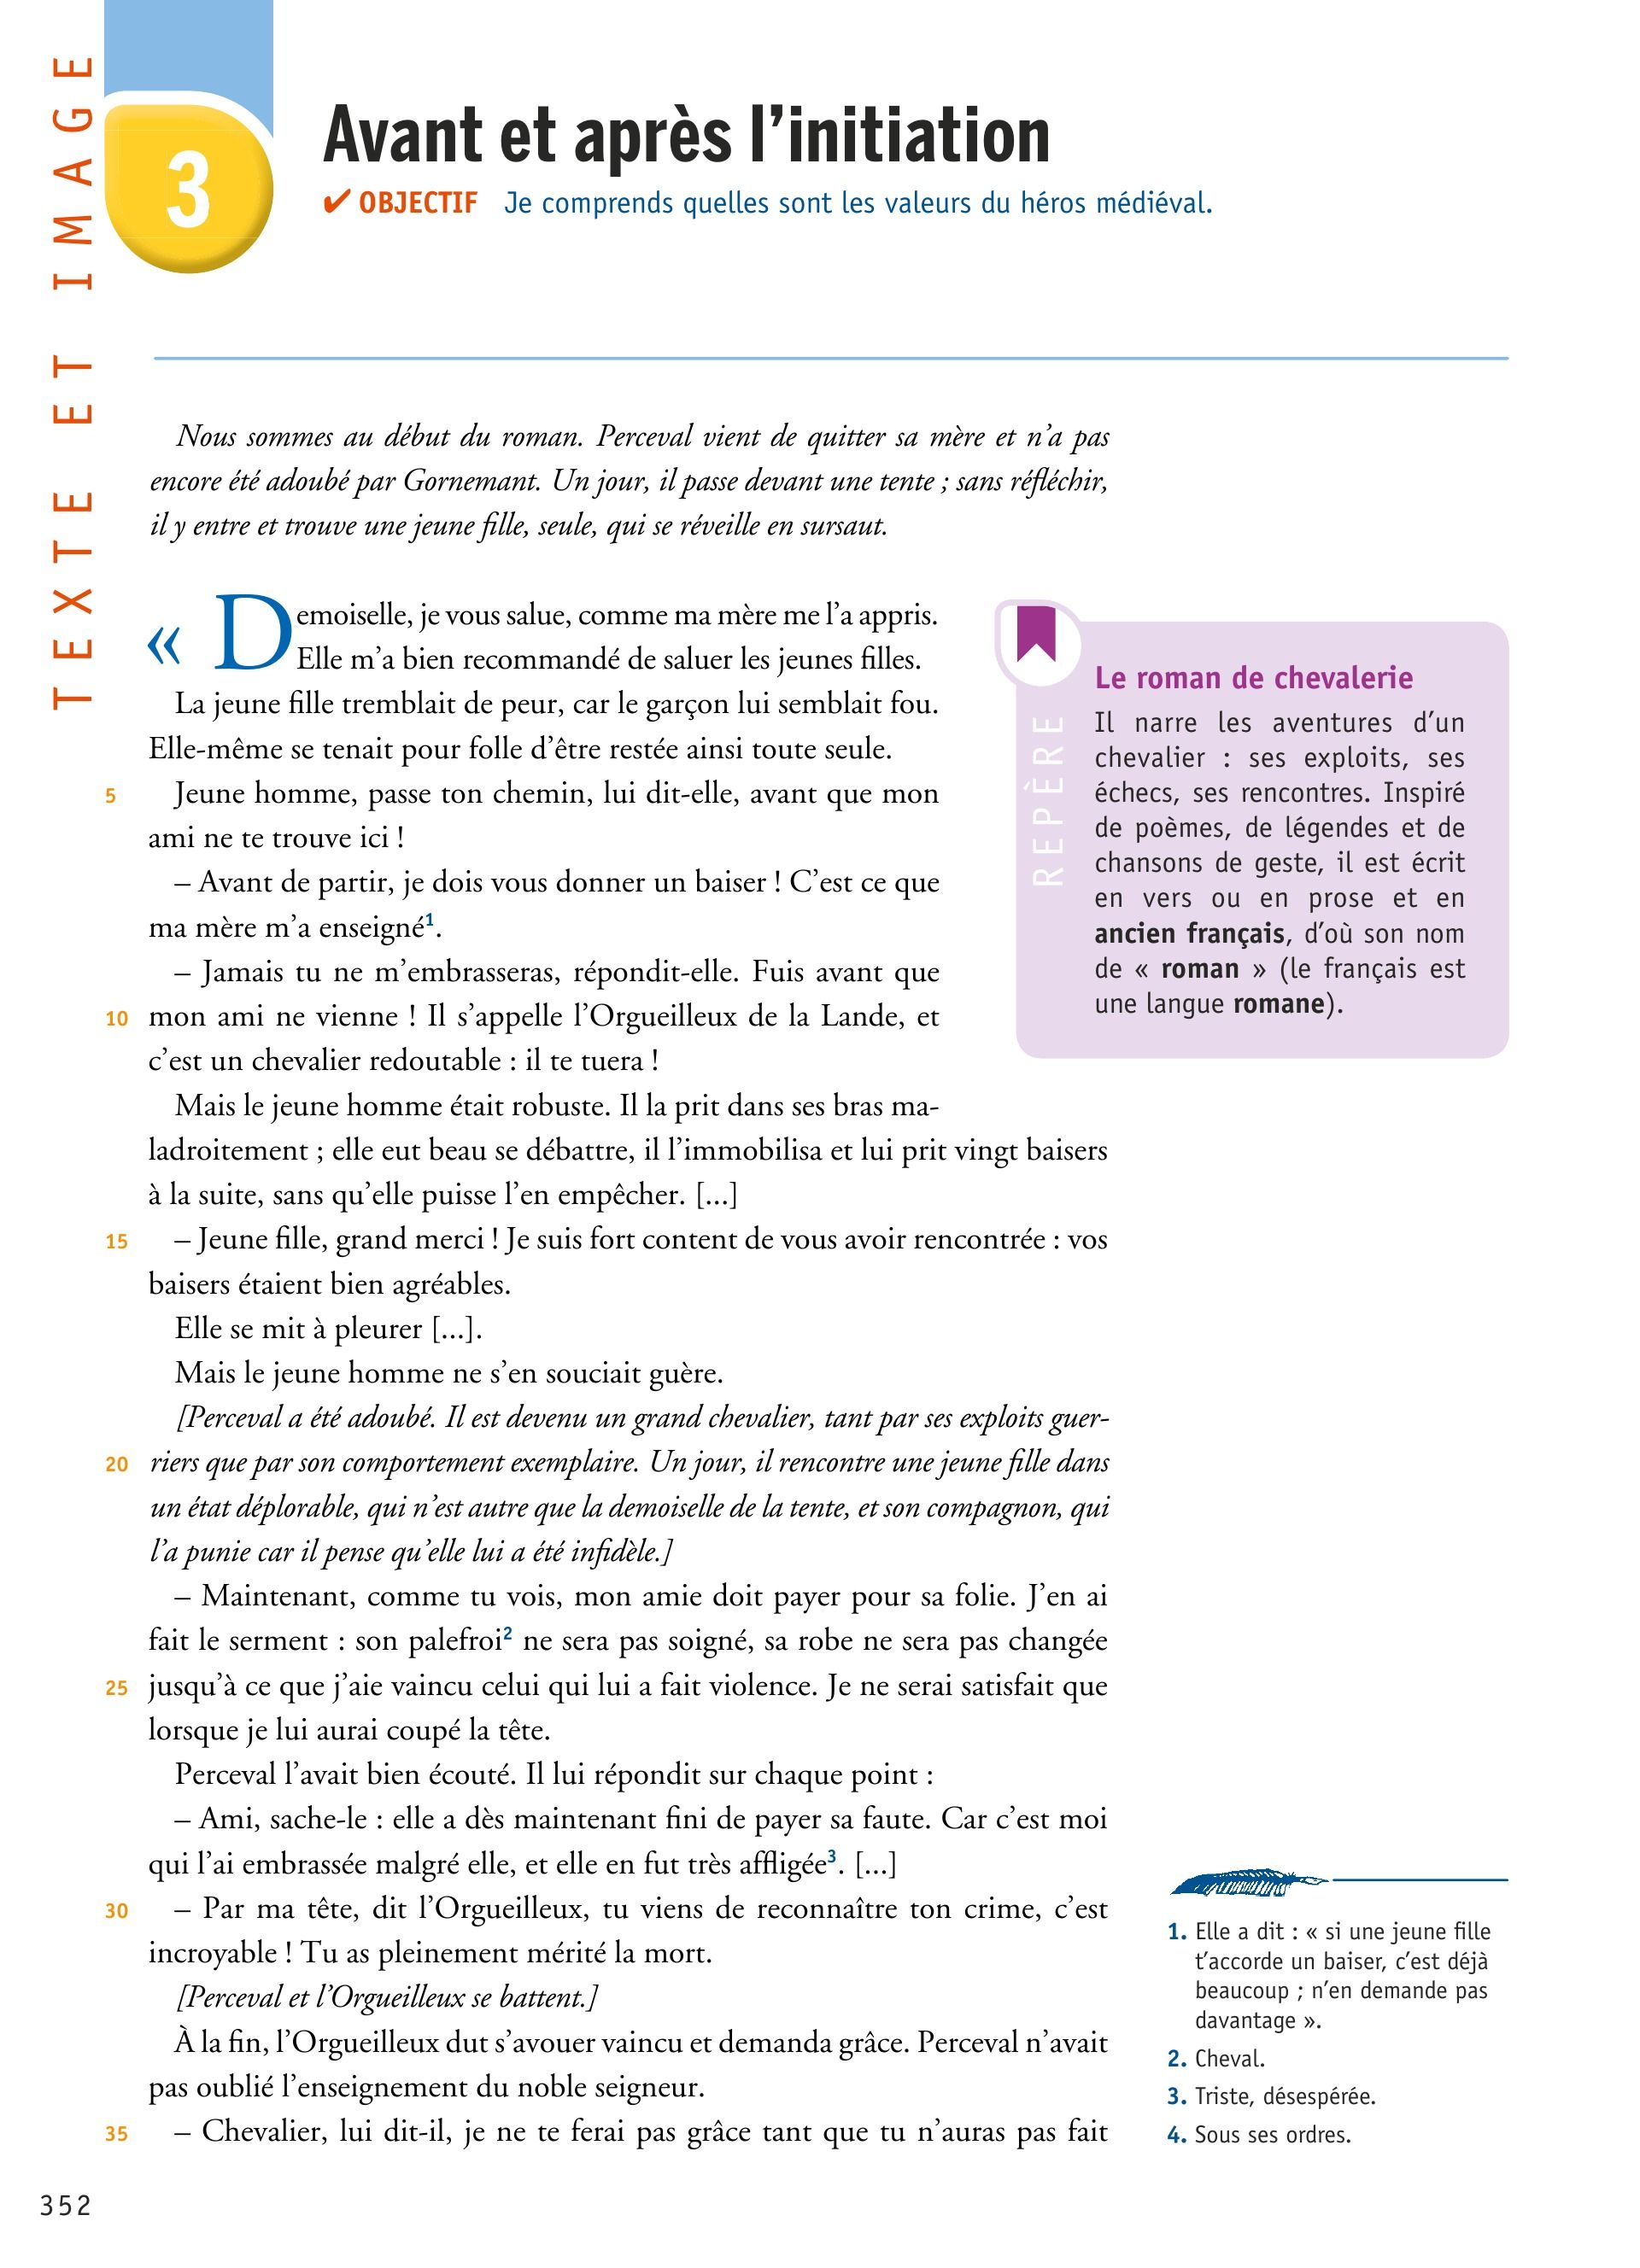 TEXTE ET IMAGE
3
Avant et après l’initiation
✔ OBJECTIF Je comprends quelles sont les valeurs du héros médiéval.
Nous sommes au début du roman. Perceval vient de quitter sa mère et n’a pas
encore été adoubé par Gornemant. Un jour, il passe devant une tente ; sans réfléchir,
il y entre et trouve une jeune fille, seule, qui se réveille en sursaut.
« Demoiselle, je vous salue, comme ma mère me l’a appris.
Elle m’a bien recommandé de saluer les jeunes filles.
La jeune fille tremblait de peur, car le garçon lui semblait fou.
Elle-même se tenait pour folle d’être restée ainsi toute seule.
5 Jeune homme, passe ton chemin, lui dit-elle, avant que mon
ami ne te trouve ici !
– Avant de partir, je dois vous donner un baiser ! C’est ce que
ma mère m’a enseigné1.
– Jamais tu ne m’embrasseras, répondit-elle. Fuis avant que
10 mon ami ne vienne ! Il s’appelle l’Orgueilleux de la Lande, et
c’est un chevalier redoutable : il te tuera !
Mais le jeune homme était robuste. Il la prit dans ses bras ma-
ladroitement ; elle eut beau se débattre, il l’immobilisa et lui prit vingt baisers
à la suite, sans qu’elle puisse l’en empêcher. [...]
15 – Jeune fille, grand merci ! Je suis fort content de vous avoir rencontrée : vos
baisers étaient bien agréables.
Elle se mit à pleurer [...].
Mais le jeune homme ne s’en souciait guère.
[Perceval a été adoubé. Il est devenu un grand chevalier, tant par ses exploits guer-
20 riers que par son comportement exemplaire. Un jour, il rencontre une jeune fille dans
un état déplorable, qui n’est autre que la demoiselle de la tente, et son compagnon, qui
l’a punie car il pense qu’elle lui a été infidèle.]
– Maintenant, comme tu vois, mon amie doit payer pour sa folie. J’en ai
fait le serment : son palefroi2 ne sera pas soigné, sa robe ne sera pas changée
25 jusqu’à ce que j’aie vaincu celui qui lui a fait violence. Je ne serai satisfait que
lorsque je lui aurai coupé la tête.
Perceval l’avait bien écouté. Il lui répondit sur chaque point :
– Ami, sache-le : elle a dès maintenant fini de payer sa faute. Car c’est moi
qui l’ai embrassée malgré elle, et elle en fut très affligée3. [...]
30 – Par ma tête, dit l’Orgueilleux, tu viens de reconnaître ton crime, c’est
incroyable ! Tu as pleinement mérité la mort.
[Perceval et l’Orgueilleux se battent.]
À la fin, l’Orgueilleux dut s’avouer vaincu et demanda grâce. Perceval n’avait
pas oublié l’enseignement du noble seigneur.
35 – Chevalier, lui dit-il, je ne te ferai pas grâce tant que tu n’auras pas fait
REPÈRE
Le roman de chevalerie
Il narre les aventures d’un
chevalier : ses exploits, ses
échecs, ses rencontres. Inspiré
de poèmes, de légendes et de
chansons de geste, il est écrit
en vers ou en prose et en
ancien français, d’où son nom
de « roman » (le français est
une langue romane).
1. Elle a dit : « si une jeune fille
t’accorde un baiser, c’est déjà
beaucoup ; n’en demande pas
davantage ».
2. Cheval.
3. Triste, désespérée.
4. Sous ses ordres.
352